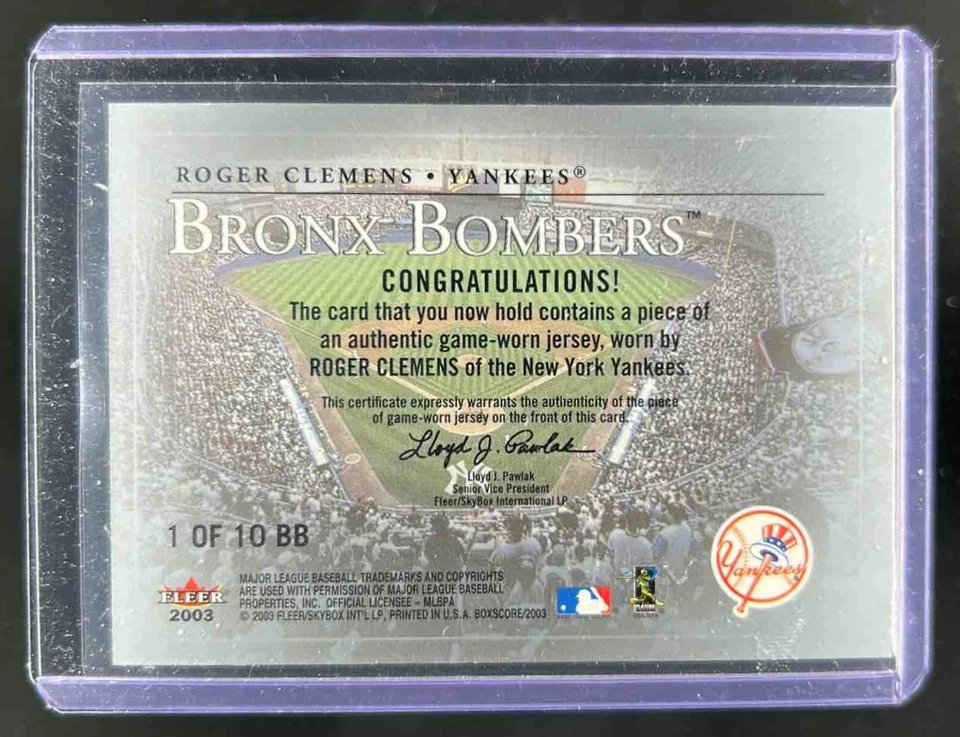 ROGER CLEMENS • YANKEES®
BRONX BOMBERS™
CONGRATULATIONS!
The card that you now hold contains a piece of
an authentic game-worn jersey, worn by
ROGER CLEMENS of the New York Yankees.
This certificate expressly warrants the authenticity of the piece
of game-worn jersey on the front of this card.
Lloyd J. Pawlak
Lloyd J. Pawlak
Senior Vice President
Fleer/SkyBox International LP
1 OF 10 BB
FLEER
2003
MAJOR LEAGUE BASEBALL TRADEMARKS AND COPYRIGHTS
ARE USED WITH PERMISSION OF MAJOR LEAGUE BASEBALL
PROPERTIES, INC. OFFICIAL LICENSEE – MLBPA
© 2003 FLEER/SKYBOX INT'L LP, PRINTED IN U.S.A. BOXSCORE/2003
Yankees
NY